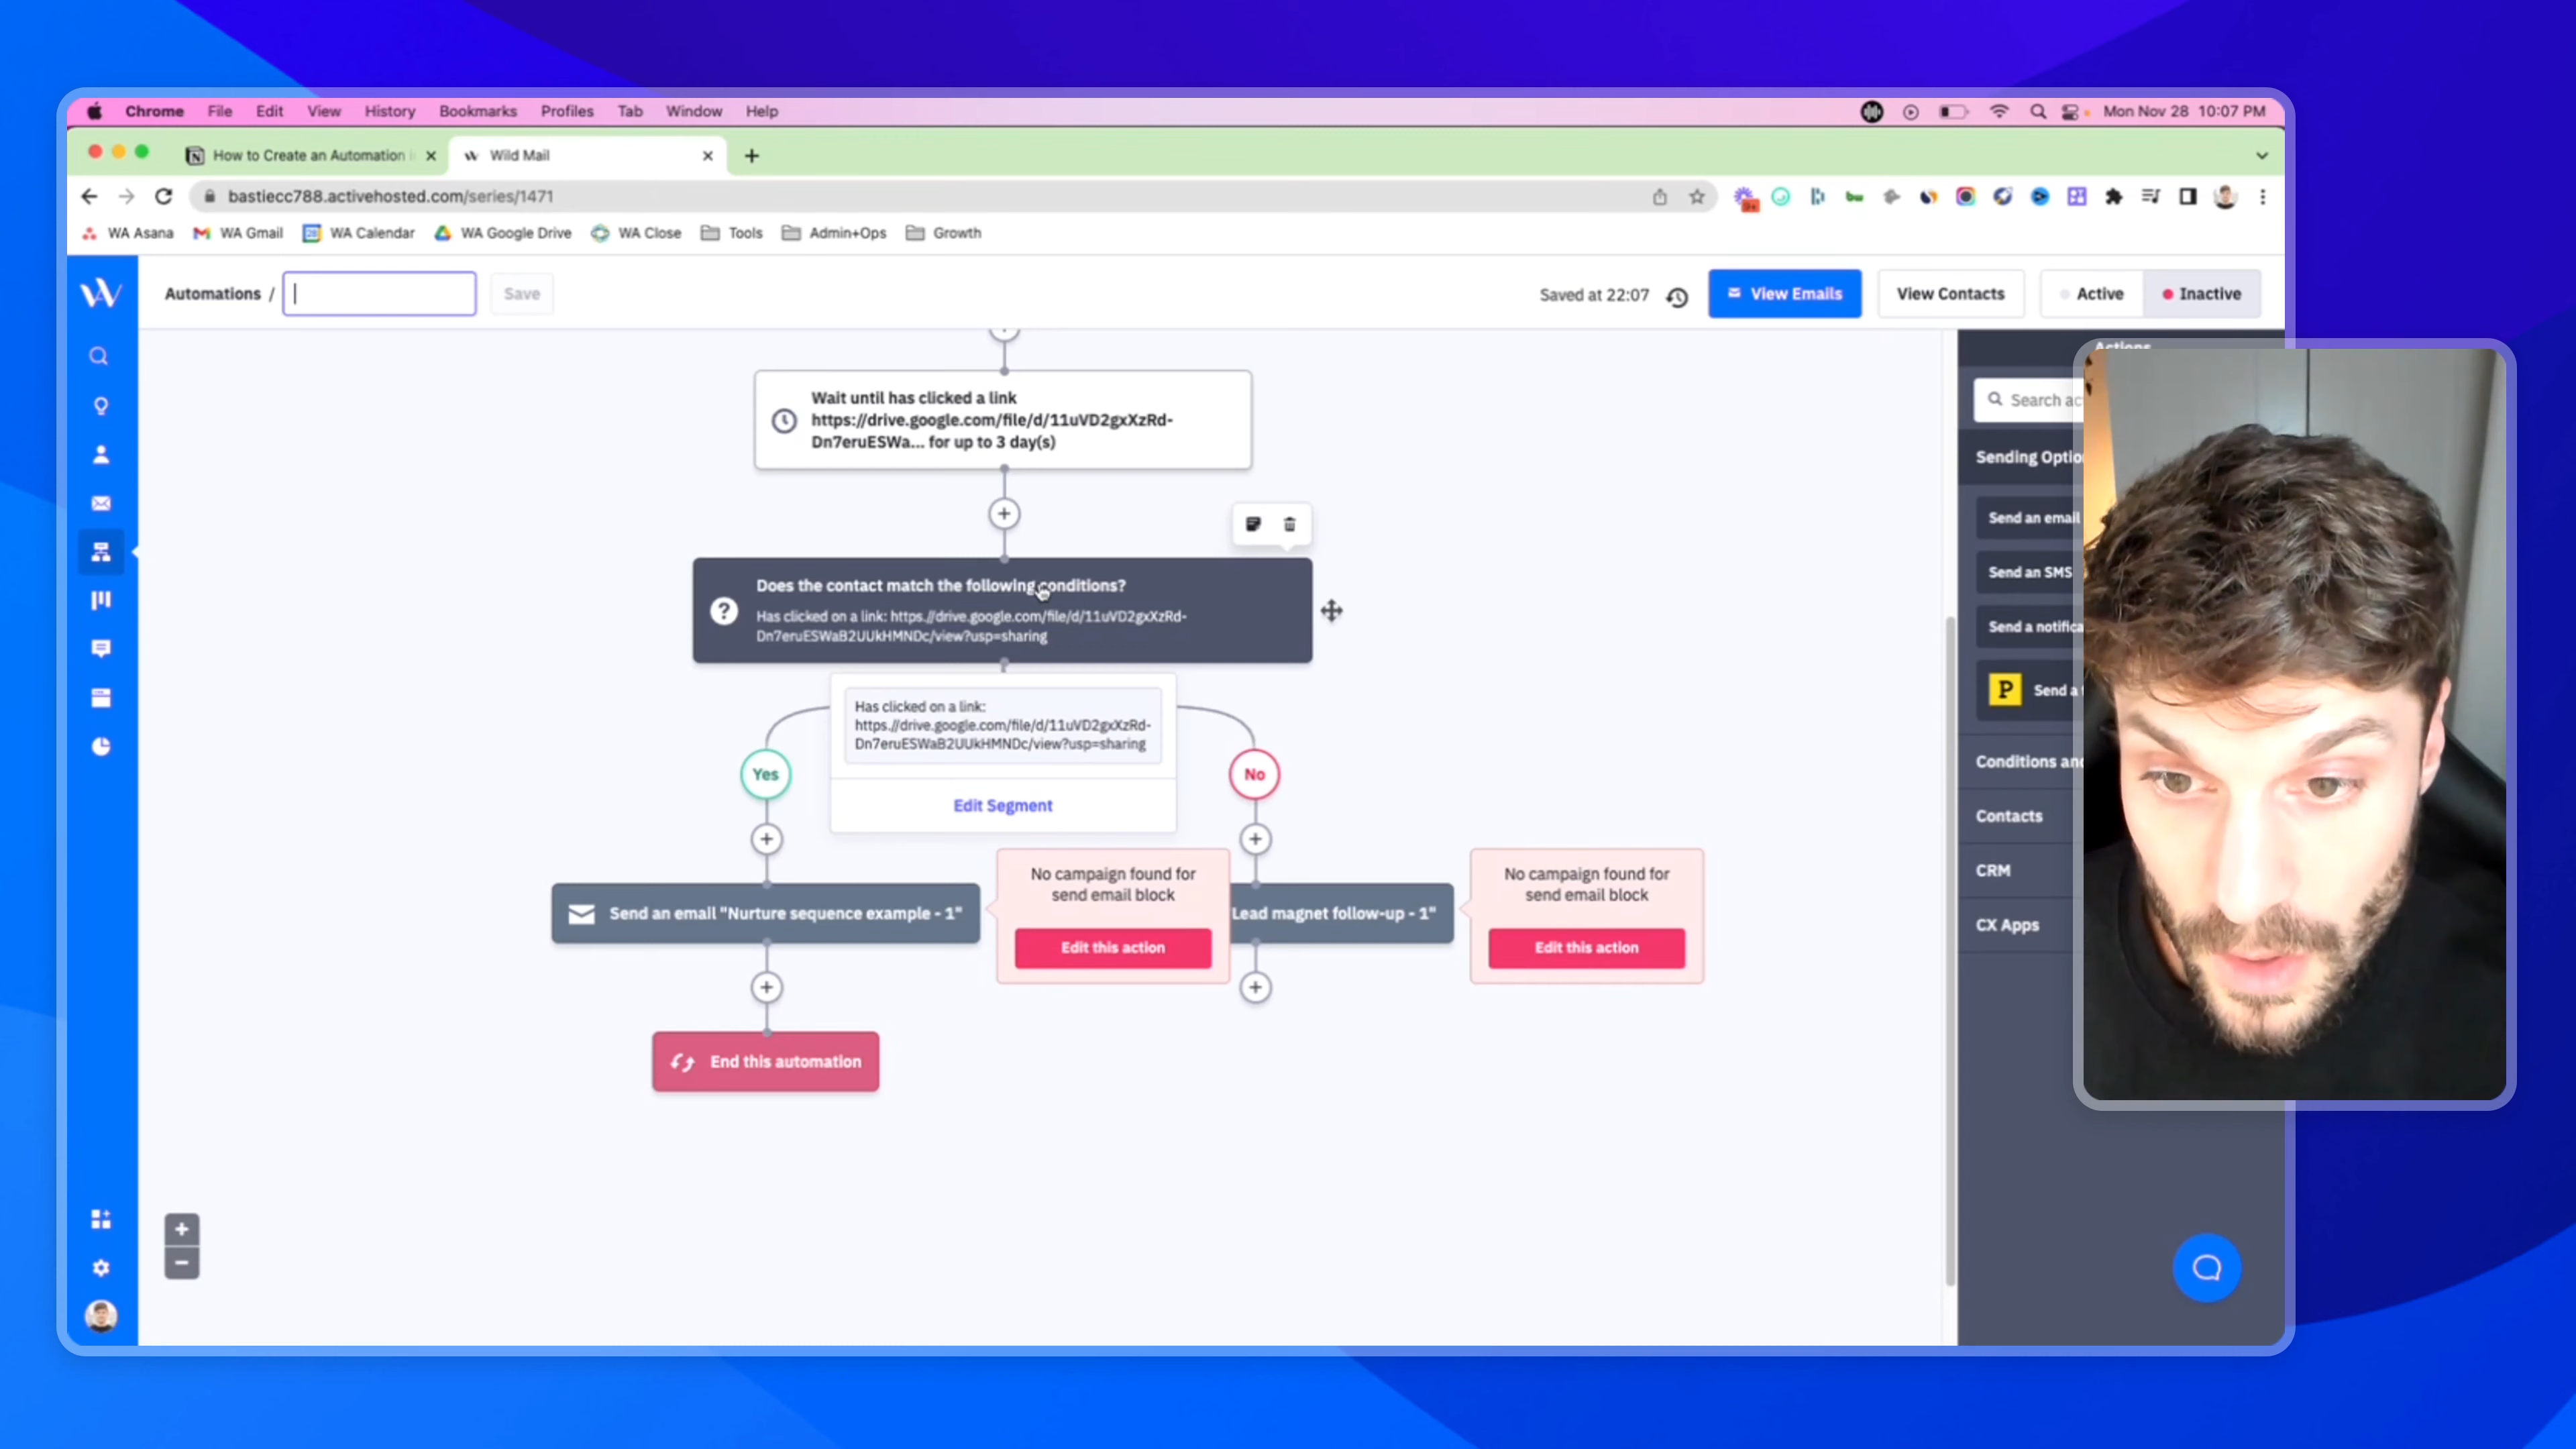 Chrome File Edit View History Bookmarks Profiles Tab Window Help
Mon Nov 28 10:07 PM
How to Create an Automation
Wild Mail
bastiecc788.activehosted.com/series/1471
WA Asana WA Gmail WA Calendar WA Google Drive WA Close Tools Admin+Ops Growth
Automations /
Save
Saved at 22:07
View Emails
View Contacts
Active
Inactive
Actions
Wait until has clicked a link
https://drive.google.com/file/d/11uVD2gxXzRd-
Dn7eruESWa... for up to 3 day(s)
Does the contact match the following conditions?
Has clicked on a link: https://drive.google.com/file/d/11uVD2gxXzRd-
Dn7eruESWaB2UUkHMNDc/view?usp=sharing
Has clicked on a link:
https://drive.google.com/file/d/11uVD2gxXzRd-
Dn7eruESWaB2UUkHMNDc/view?usp=sharing
Edit Segment
Yes
No
Send an email "Nurture sequence example - 1"
No campaign found for
send email block
Edit this action
Lead magnet follow-up - 1"
No campaign found for
send email block
Edit this action
End this automation
Search ac
Sending Optio
Send an email
Send an SMS
Send a notifica
P
Send a
Conditions and
Contacts
CRM
CX Apps